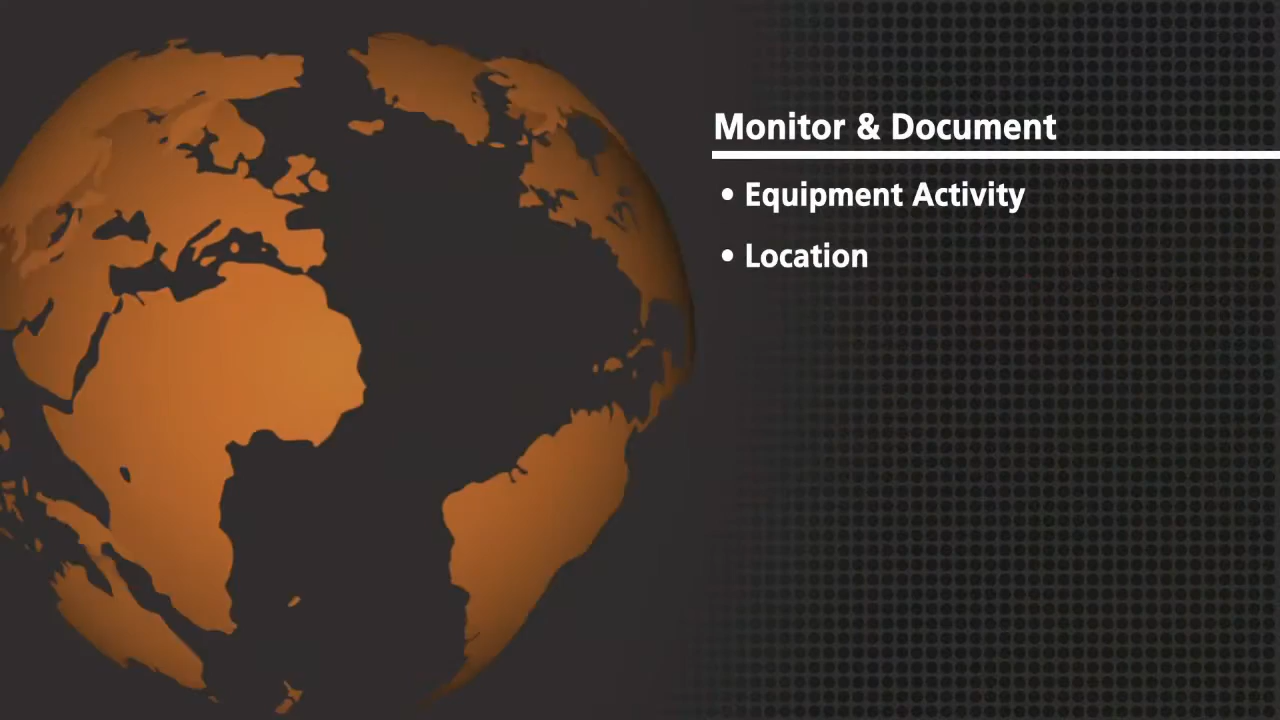 Monitor & Document
• Equipment Activity
• Location